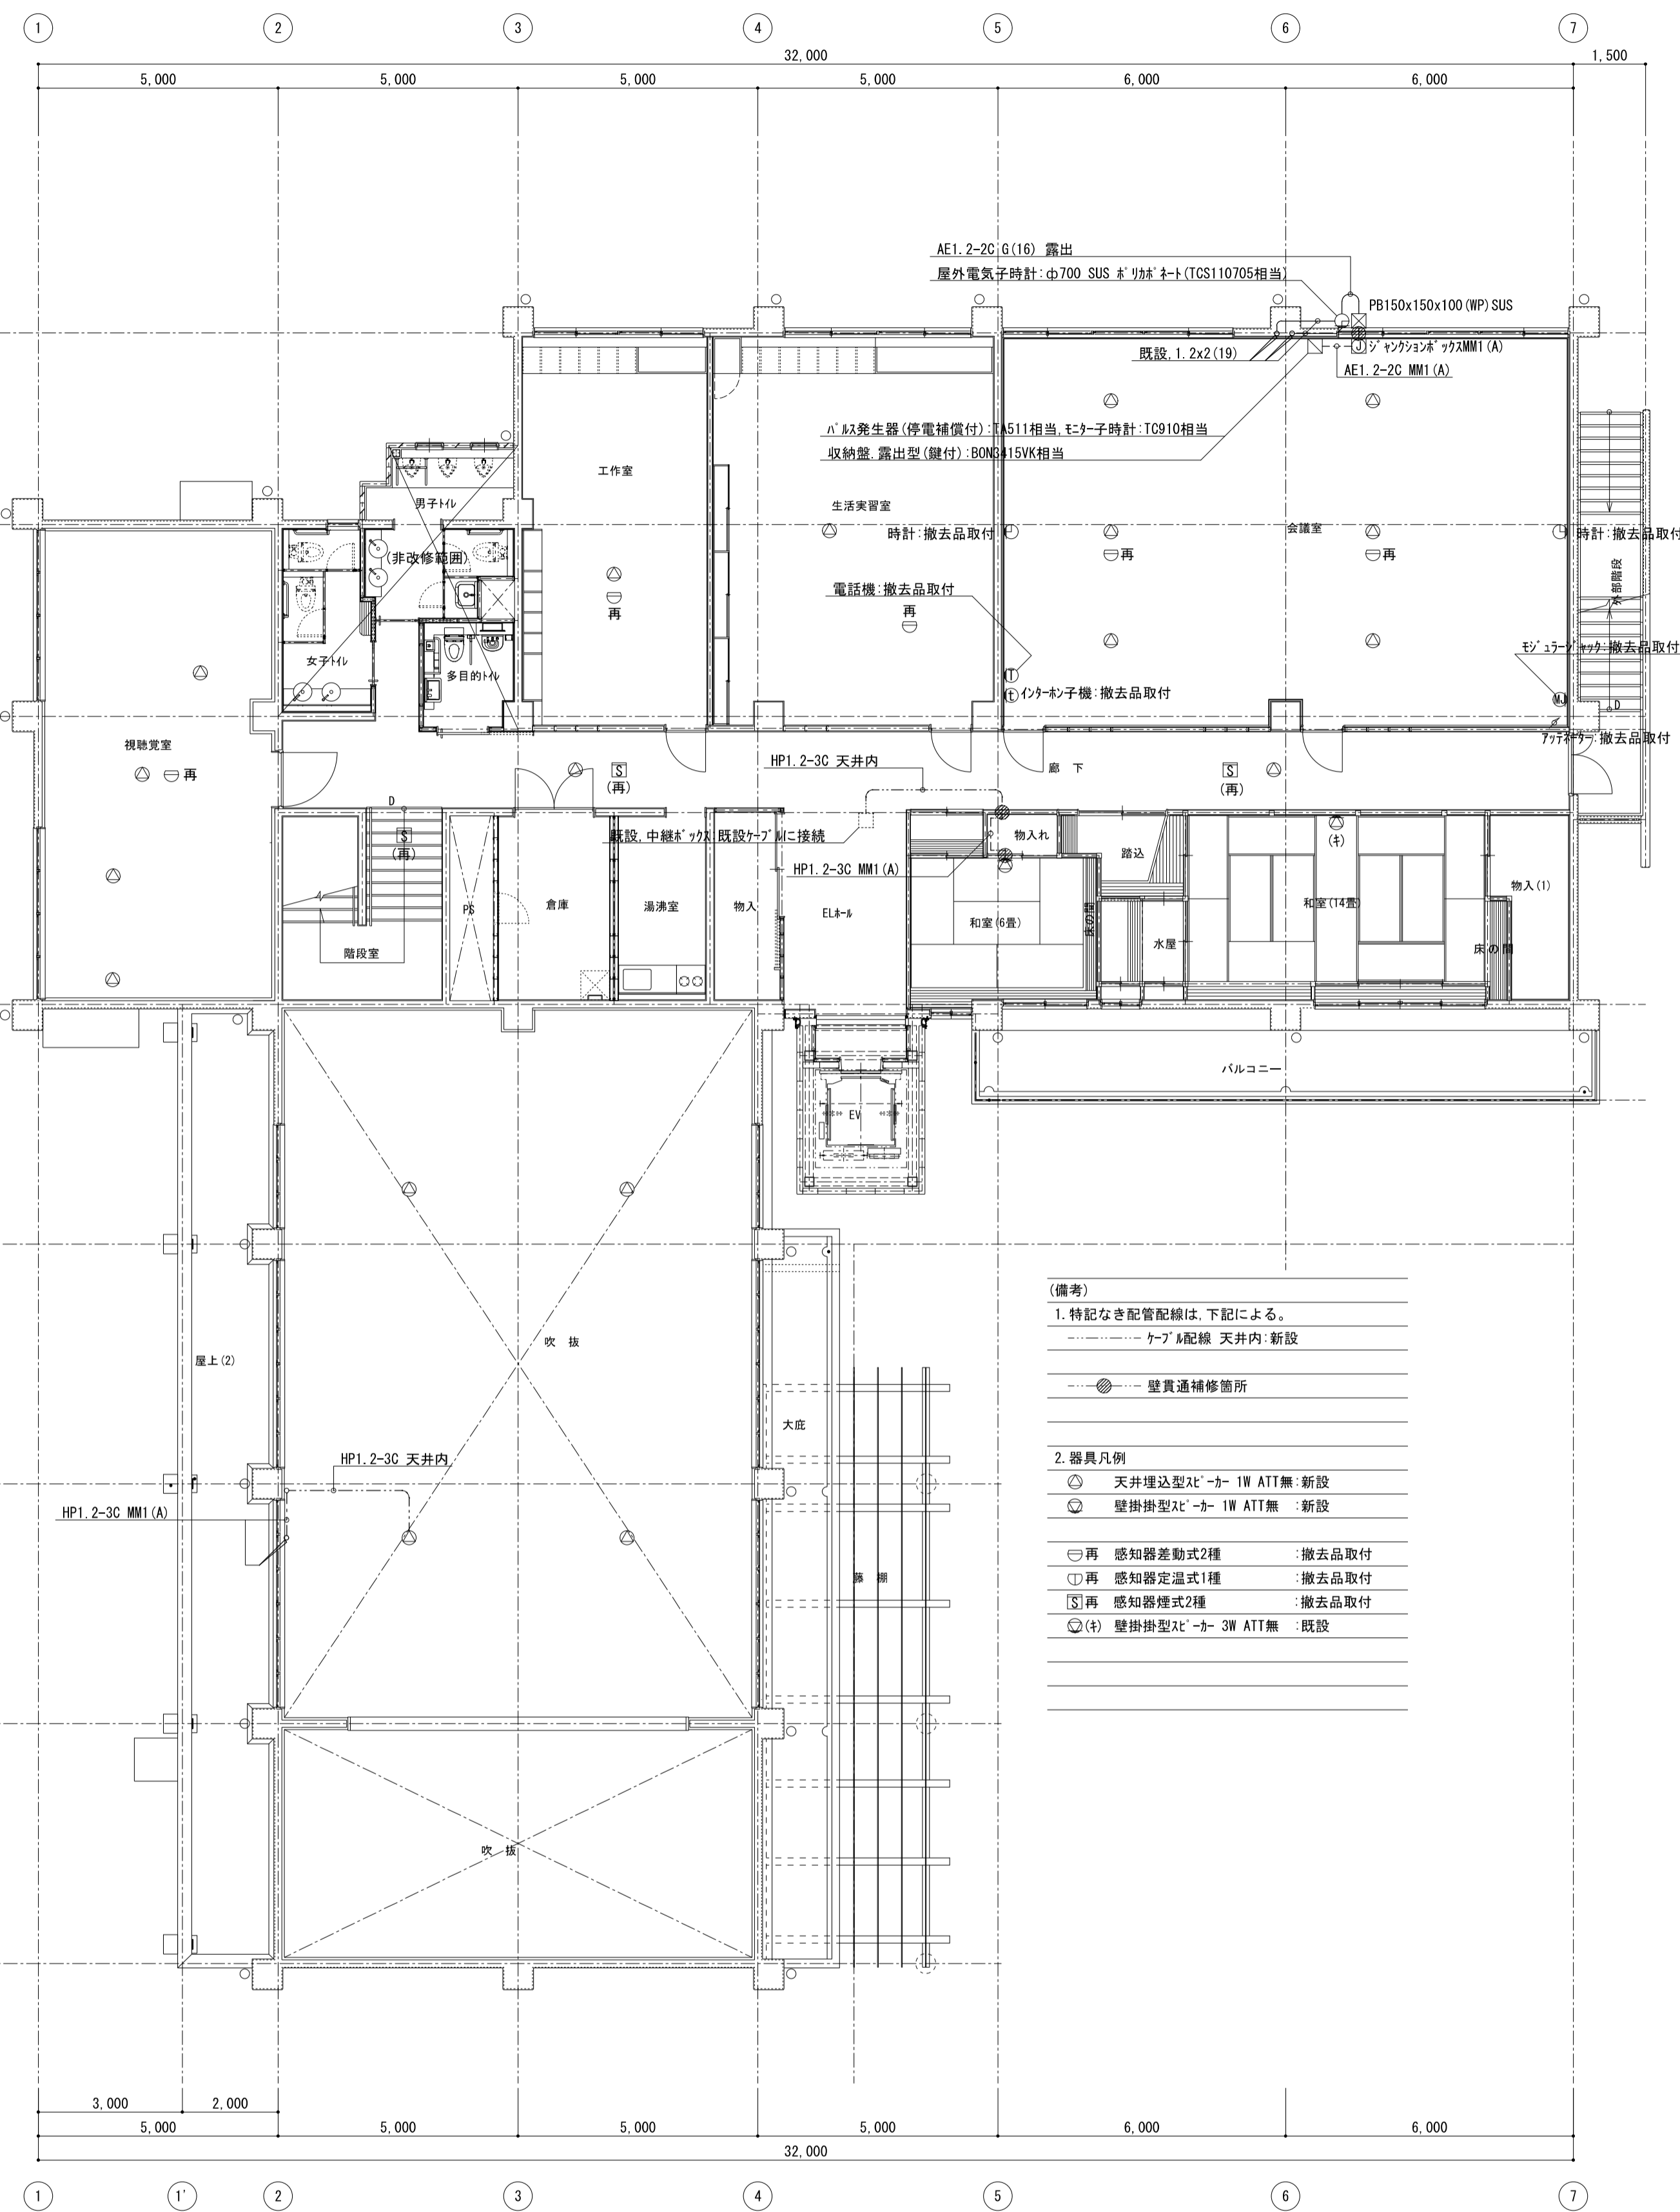 1 2 3 4 5 6 7
32,000 1,500
5,000 5,000 5,000 5,000 6,000 6,000
AE1.2-2C G(16) 露出
屋外電気子時計:φ700 SUS ポリカボネート(TCS110705相当)
PB150x150x100(WP)SUS
既設,1.2x2(19)
J ジャンクションボックスMM1(A)
AE1.2-2C MM1(A)
パルス発生器(停電補償付):TA511相当,モニター子時計:TC910相当
収納盤.露出型(鍵付):BON3415VK相当
工作室
男子トイレ
生活実習室
時計:撤去品取付
会議室
時計:撤去品取付
(非改修範囲)
再
再
再
外部階段
電話機:撤去品取付
再
再
女子トイレ
多目的トイレ
モジュラージャック:撤去品取付
T
t インターホン子機:撤去品取付
MJ
D
視聴覚室
アッテネーター:撤去品取付
再
S
(再)
HP1.2-3C 天井内
廊 下
S
(再)
D
S
(再)
既設,中継ボックス 既設ケーブルに接続
物入れ
踏込
(キ)
HP1.2-3C MM1(A)
物入(1)
PS
倉庫
湯沸室
物入
ELホール
和室(6畳)
床の間
和室(14畳)
水屋
床の間
階段室
バルコニー
EV
(備考)
1.特記なき配管配線は,下記による。
ケーブル配線 天井内:新設
壁貫通補修箇所
2.器具凡例
天井埋込型スピーカー 1W ATT無:新設
壁掛掛型スピーカー 1W ATT無 :新設
再 感知器差動式2種 :撤去品取付
再 感知器定温式1種 :撤去品取付
S再 感知器煙式2種 :撤去品取付
(キ) 壁掛掛型スピーカー 3W ATT無 :既設
吹 抜
屋上(2)
大庇
HP1.2-3C 天井内
HP1.2-3C MM1(A)
藤 棚
吹 抜
3,000 2,000
5,000 5,000 5,000 5,000 6,000 6,000
32,000
1 1' 2 3 4 5 6 7